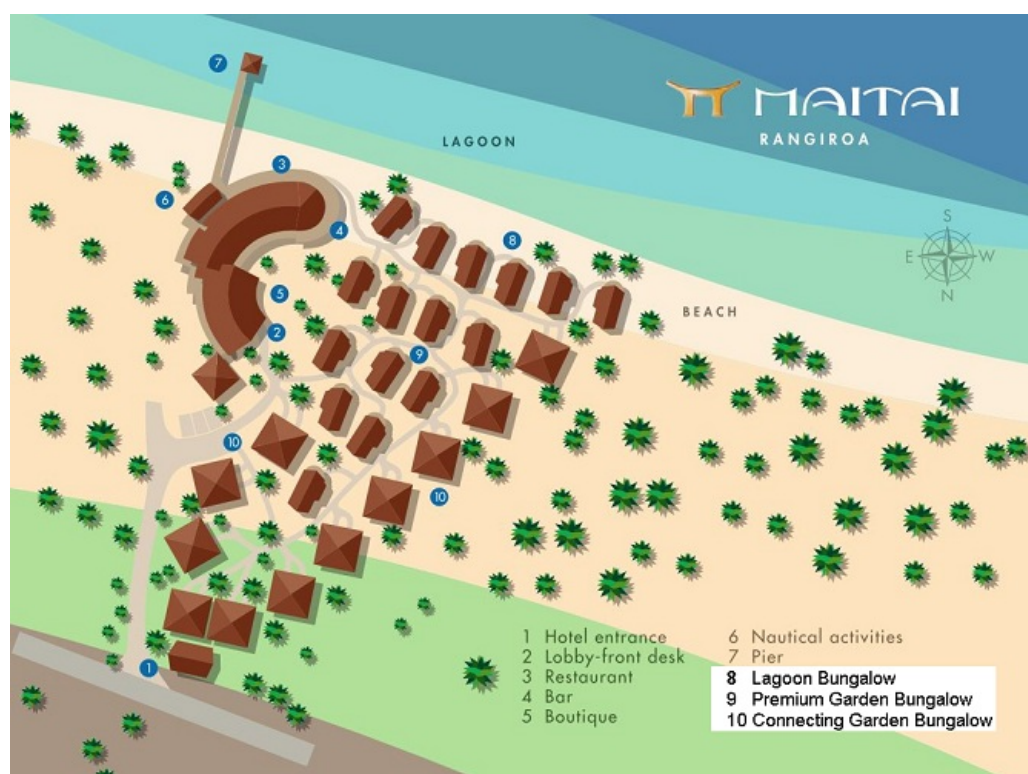 MAITAI
RANGIROA
LAGOON
BEACH
S
E W
N
7
3
6
4
8
5
2
9
10
10
1
1 Hotel entrance
2 Lobby-front desk
3 Restaurant
4 Bar
5 Boutique
6 Nautical activities
7 Pier
8 Lagoon Bungalow
9 Premium Garden Bungalow
10 Connecting Garden Bungalow